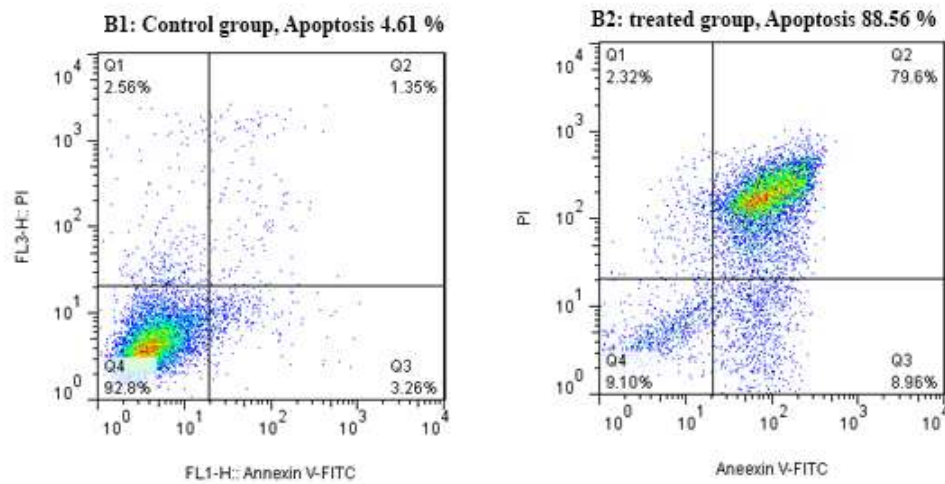 B1: Control group, Apoptosis 4.61 %
Q1
2.56%
Q2
1.35%
Q4
92.8%
Q3
3.26%
10^4
10^3
10^2
10^1
10^0
10^0 10^1 10^2 10^3 10^4
FL3-H:: PI
FL1-H:: Annexin V-FITC
B2: treated group, Apoptosis 88.56 %
Q1
2.32%
Q2
79.6%
Q4
9.10%
Q3
8.96%
10^4
10^3
10^2
10^1
10^0
10^0 10^1 10^2 10^3 10^4
PI
Aneexin V-FITC